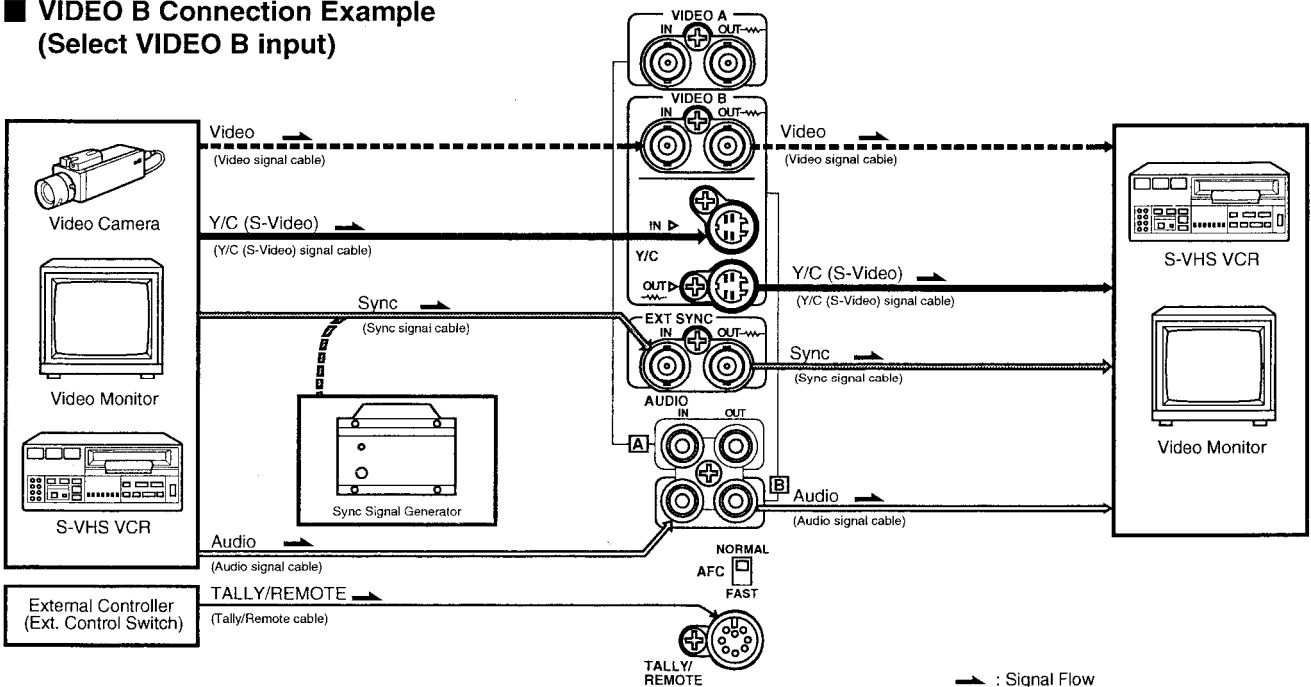 ■ VIDEO B Connection Example
(Select VIDEO B input)
VIDEO A
IN OUT
VIDEO B
IN OUT
Video
(Video signal cable)
Video
(Video signal cable)
Video Camera
Y/C (S-Video)
(Y/C (S-Video) signal cable)
IN
Y/C
OUT
Y/C (S-Video)
(Y/C (S-Video) signal cable)
S-VHS VCR
Sync
(Sync signal cable)
EXT SYNC
IN OUT
Sync
(Sync signal cable)
Video Monitor
AUDIO
IN OUT
A
B
Video Monitor
Sync Signal Generator
S-VHS VCR
Audio
(Audio signal cable)
Audio
(Audio signal cable)
NORMAL
AFC
FAST
External Controller
(Ext. Control Switch)
TALLY/REMOTE
(Tally/Remote cable)
TALLY/
REMOTE
: Signal Flow